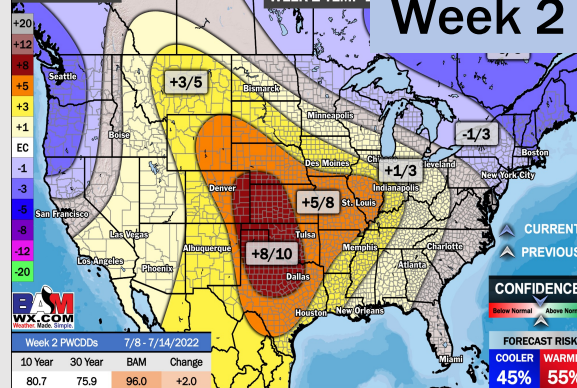 Week 2
+20
+12
+8
+5
+3
+1
EC
-1
-3
-5
-8
-12
-20
Seattle
+3/5
Bismarck
Minneapolis
Boise
-1/3
Boston
Des Moines
+1/3
New York City
Denver
Indianapolis
+5/8
St. Louis
San Francisco
Las Vegas
Albuquerque
Tulsa
+8/10
Memphis
Charlotte
Los Angeles
Phoenix
Dallas
Atlanta
Houston
New Orleans
Miami
CURRENT
PREVIOUS
BAM
WX.COM
Weather. Made. Simple.
CONFIDENCE
Below Normal
Above Norm
FORECAST RISK
COOLER
WARME
45%
55%
Week 2 PWCDDs
7/8 - 7/14/2022
10 Year
30 Year
BAM
Change
80.7
75.9
96.0
+2.0